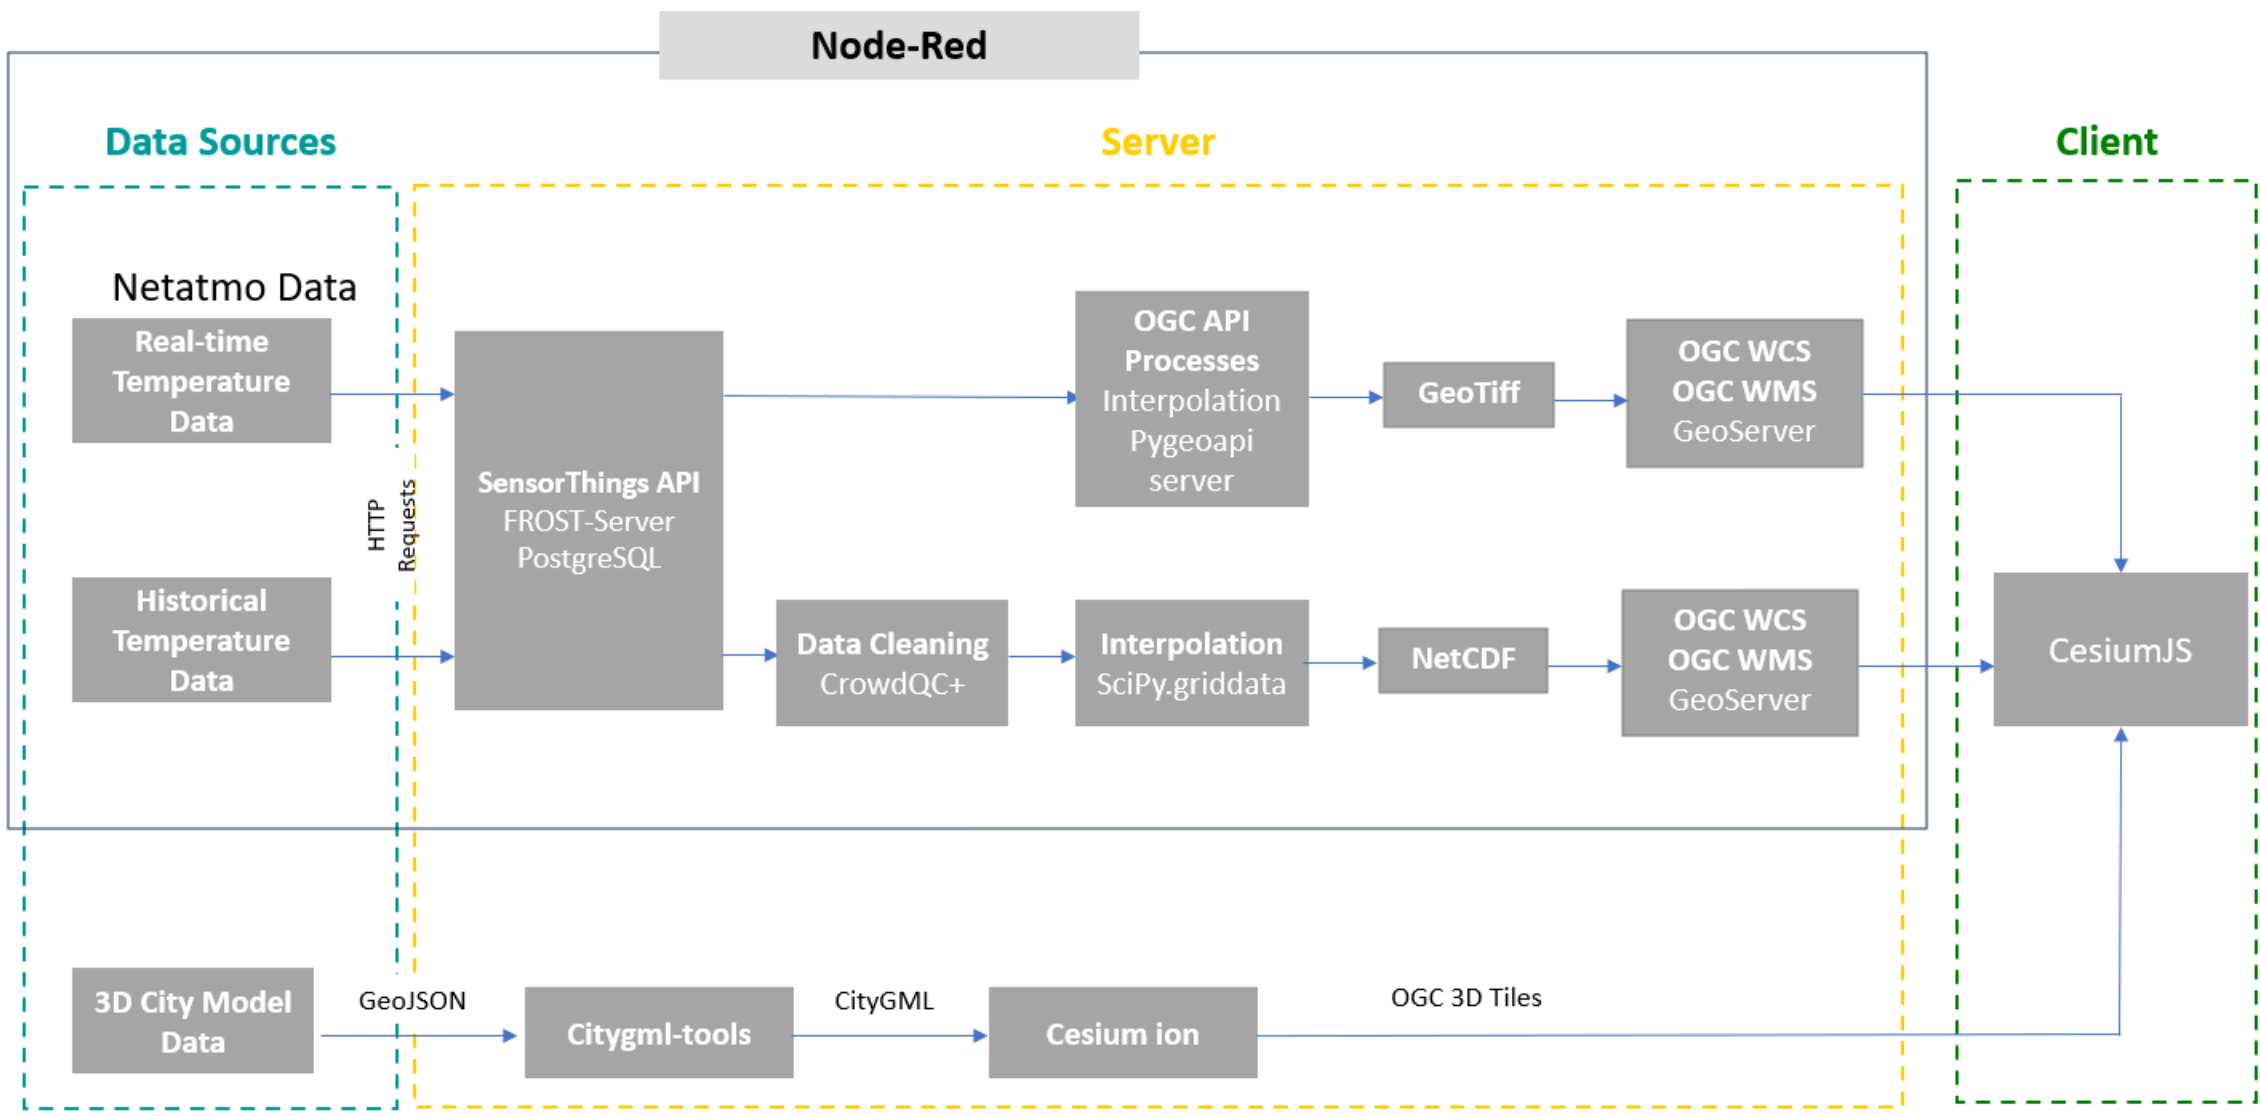 Node-Red
Data Sources
Server
Client
Netatmo Data
Real-time
Temperature
Data
HTTP
Requests
Historical
Temperature
Data
SensorThings API
FROST-Server
PostgreSQL
OGC API
Processes
Interpolation
Pygeoapi
server
GeoTiff
OGC WCS
OGC WMS
GeoServer
Data Cleaning
CrowdQC+
Interpolation
SciPy.griddata
NetCDF
OGC WCS
OGC WMS
GeoServer
CesiumJS
3D City Model
Data
GeoJSON
Citygml-tools
CityGML
Cesium ion
OGC 3D Tiles